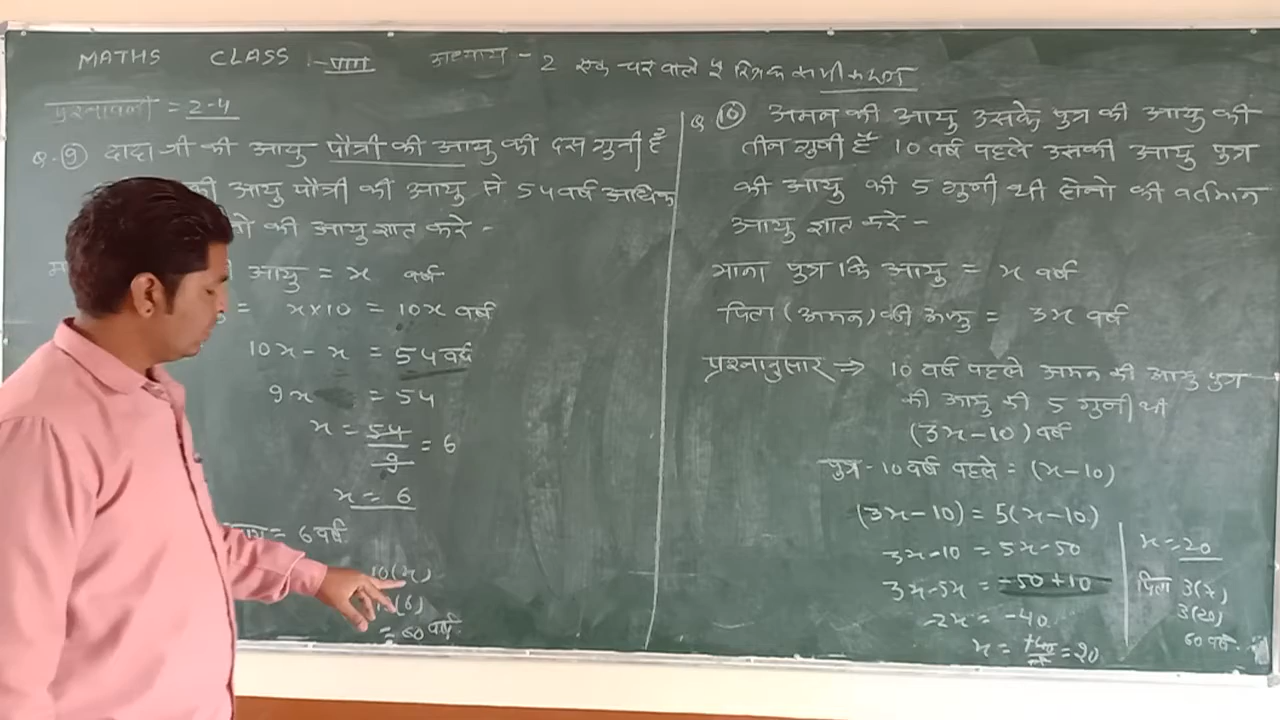 MATHS CLASS :- VIII अध्याय - 2 एक चर वाले रैखिक समीकरण
प्रश्नावली = 2-4
Q-9 दादा जी की आयु पौत्री की आयु की दस गुनी है
की आयु पौत्री की आयु से 54 वर्ष अधिक
की आयु ज्ञात करे -
आयु = x वर्ष
= x×10 = 10x वर्ष
10x - x = 54 वर्ष
9x = 54
x = 54/9 = 6
x = 6
= 6 वर्ष
10(x)
(6)
= 60 वर्ष
Q 10 अमन की आयु उसके पुत्र की आयु की
तीन गुनी है 10 वर्ष पहले उसकी आयु पुत्र
की आयु की 5 गुनी थी दोनो की वर्तमान
आयु ज्ञात करे -
माना पुत्र कि आयु = x वर्ष
पिता (अमन) की आयु = 3x वर्ष
प्रश्नानुसार ⇒ 10 वर्ष पहले अमन की आयु पुत्र
की आयु की 5 गुनी थी
(3x - 10) वर्ष
पुत्र - 10 वर्ष पहले = (x - 10)
(3x - 10) = 5(x - 10)
3x - 10 = 5x - 50
3x - 5x = -50 + 10
-2x = -40
x = = 20
x = 20
पिता 3(x)
3(20)
60 वर्ष